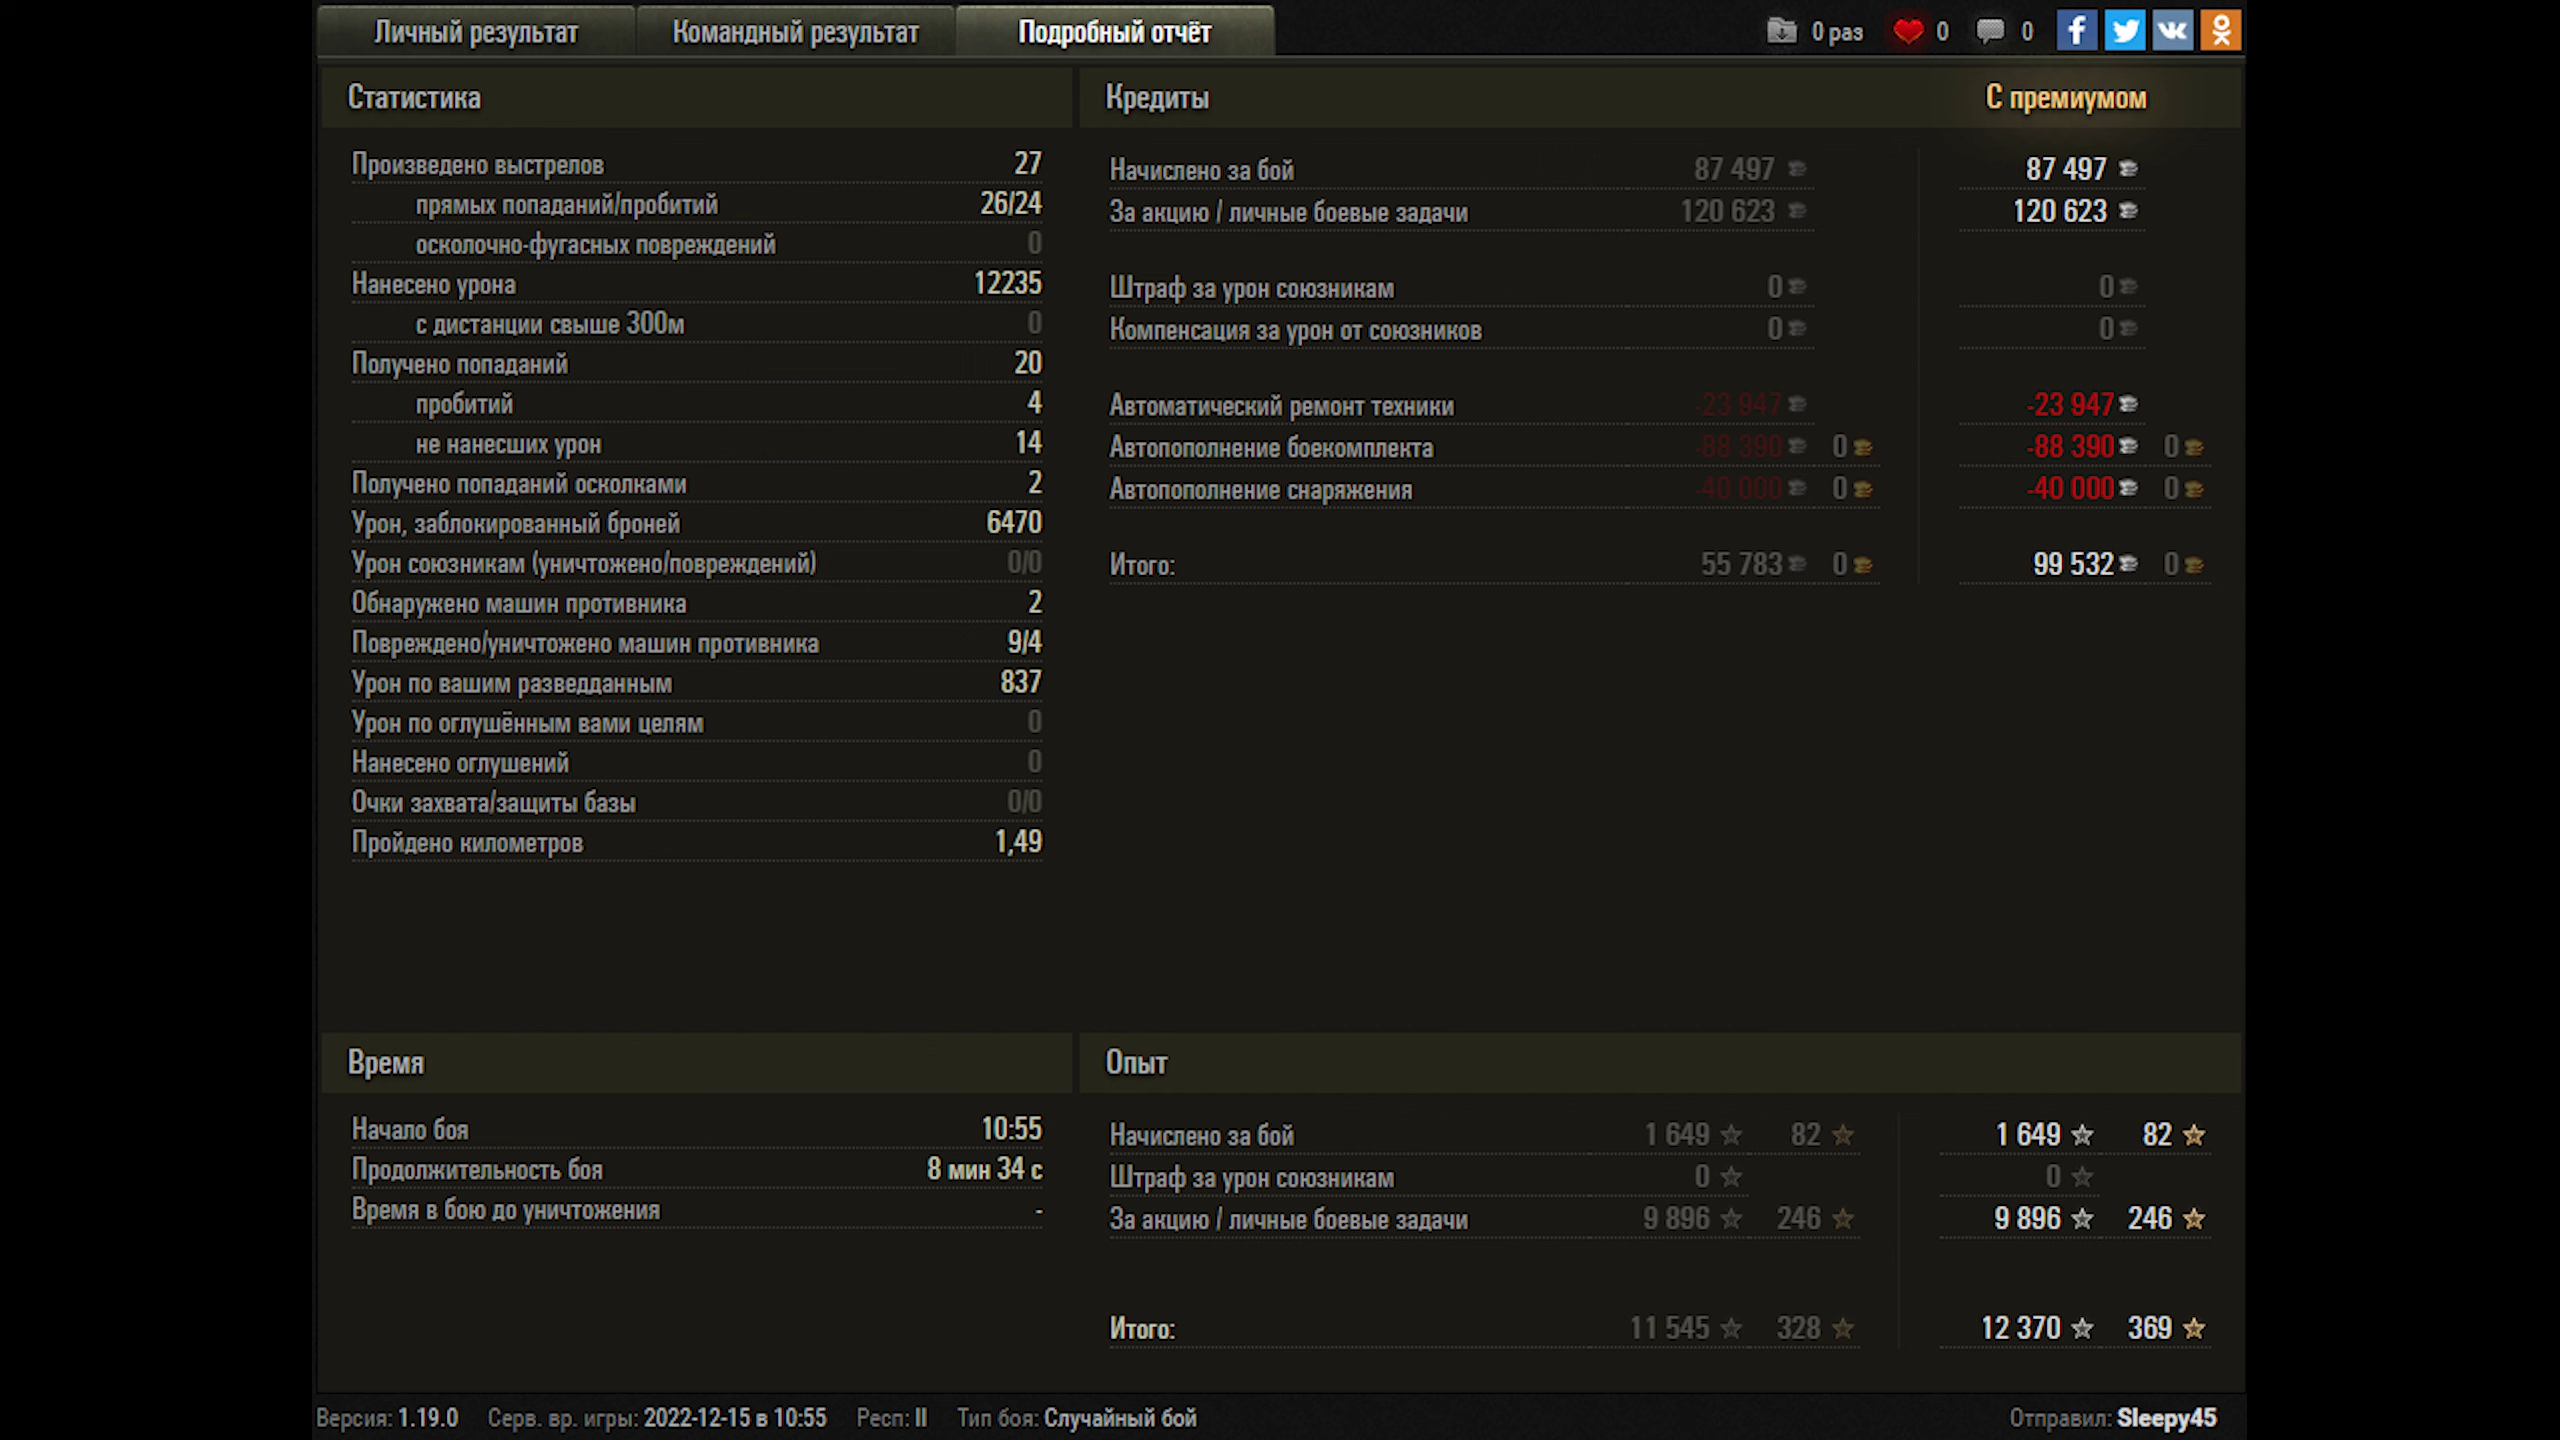 Личный результат Командный результат Подробный отчёт 0 раз 0 0
Статистика
Произведено выстрелов 27
прямых попаданий/пробитий 26/24
осколочно-фугасных повреждений 0
Нанесено урона 12235
с дистанции свыше 300м 0
Получено попаданий 20
пробитий 4
не нанесших урон 14
Получено попаданий осколками 2
Урон, заблокированный броней 6470
Урон союзникам (уничтожено/повреждений) 0/0
Обнаружено машин противника 2
Повреждено/уничтожено машин противника 9/4
Урон по вашим разведданным 837
Урон по оглушённым вами целям 0
Нанесено оглушений 0
Очки захвата/защиты базы 0/0
Пройдено километров 1,49
Кредиты С премиумом
Начислено за бой 87 497 87 497
За акцию / личные боевые задачи 120 623 120 623
Штраф за урон союзникам 0 0
Компенсация за урон от союзников 0 0
Автоматический ремонт техники -23 947 -23 947
Автопополнение боекомплекта -88 390 0 -88 390 0
Автопополнение снаряжения -40 000 0 -40 000 0
Итого: 55 783 0 99 532 0
Время
Начало боя 10:55
Продолжительность боя 8 мин 34 с
Время в бою до уничтожения -
Опыт
Начислено за бой 1 649 82 1 649 82
Штраф за урон союзникам 0 0
За акцию / личные боевые задачи 9 896 246 9 896 246
Итого: 11 545 328 12 370 369
Версия: 1.19.0 Серв. вр. игры: 2022-12-15 в 10:55 Респ: II Тип боя: Случайный бой Отправил: Sleepy45